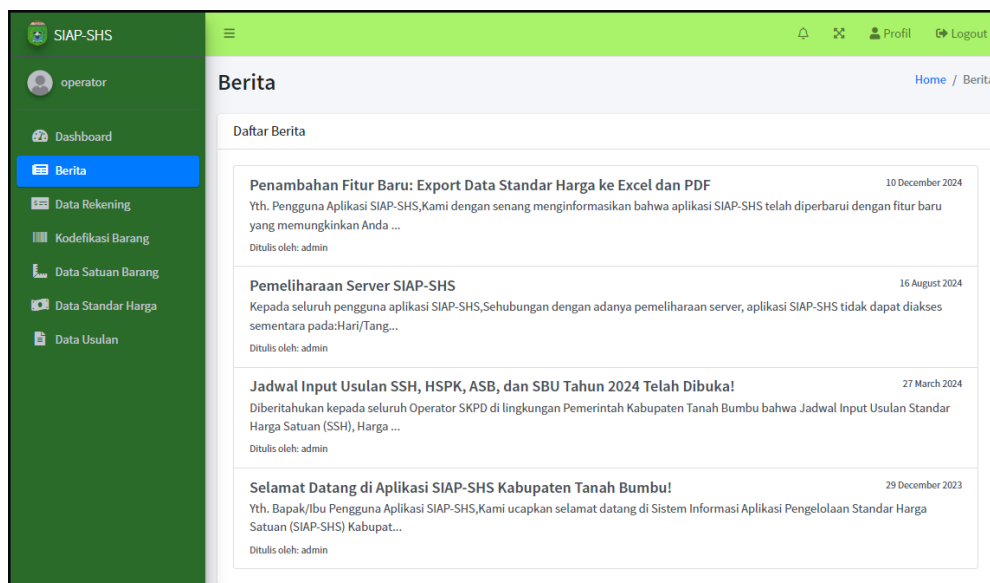 SIAP-SHS
Profil
Logout
operator
Berita
Home / Berita
Dashboard
Berita
Data Rekening
Kodefikasi Barang
Data Satuan Barang
Data Standar Harga
Data Usulan
Daftar Berita
Penambahan Fitur Baru: Export Data Standar Harga ke Excel dan PDF
10 December 2024
Yth. Pengguna Aplikasi SIAP-SHS,Kami dengan senang menginformasikan bahwa aplikasi SIAP-SHS telah diperbarui dengan fitur baru
yang memungkinkan Anda ...
Ditulis oleh: admin
Pemeliharaan Server SIAP-SHS
16 August 2024
Kepada seluruh pengguna aplikasi SIAP-SHS,Sehubungan dengan adanya pemeliharaan server, aplikasi SIAP-SHS tidak dapat diakses
sementara pada:Hari/Tang...
Ditulis oleh: admin
Jadwal Input Usulan SSH, HSPK, ASB, dan SBU Tahun 2024 Telah Dibuka!
27 March 2024
Diberitahukan kepada seluruh Operator SKPD di lingkungan Pemerintah Kabupaten Tanah Bumbu bahwa Jadwal Input Usulan Standar
Harga Satuan (SSH), Harga ...
Ditulis oleh: admin
Selamat Datang di Aplikasi SIAP-SHS Kabupaten Tanah Bumbu!
29 December 2023
Yth. Bapak/Ibu Pengguna Aplikasi SIAP-SHS,Kami ucapkan selamat datang di Sistem Informasi Aplikasi Pengelolaan Standar Harga
Satuan (SIAP-SHS) Kabupat...
Ditulis oleh: admin